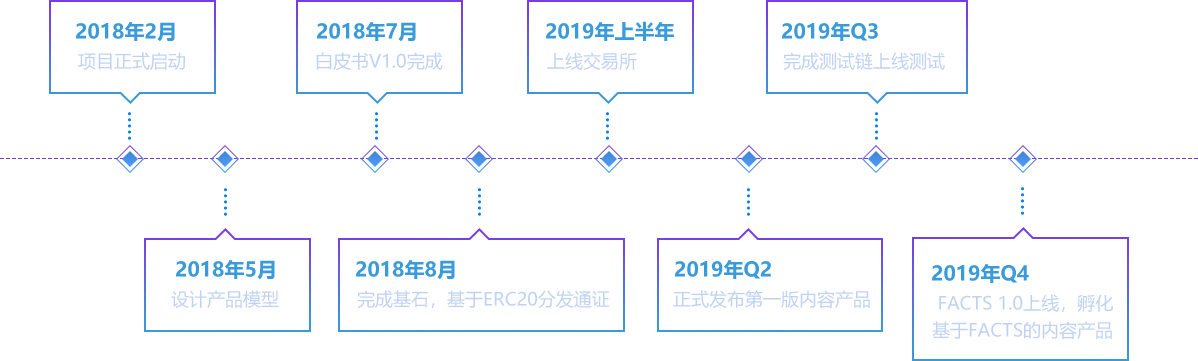 2018年2月
项目正式启动
2018年7月
白皮书V1.0完成
2019年上半年
上线交易所
2019年Q3
完成测试链上线测试
2018年5月
设计产品模型
2018年8月
完成基石，基于ERC20分发通证
2019年Q2
正式发布第一版内容产品
2019年Q4
FACTS 1.0上线，孵化
基于FACTS的内容产品